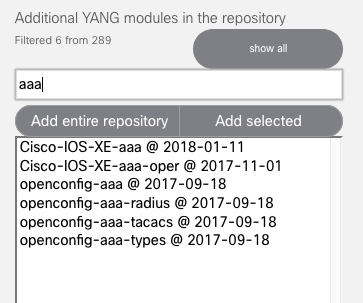 Additional YANG modules in the repository
Filtered 6 from 289
show all
aaa
Add entire repository
Add selected
Cisco-IOS-XE-aaa @ 2018-01-11
Cisco-IOS-XE-aaa-oper @ 2017-11-01
openconfig-aaa @ 2017-09-18
openconfig-aaa-radius @ 2017-09-18
openconfig-aaa-tacacs @ 2017-09-18
openconfig-aaa-types @ 2017-09-18